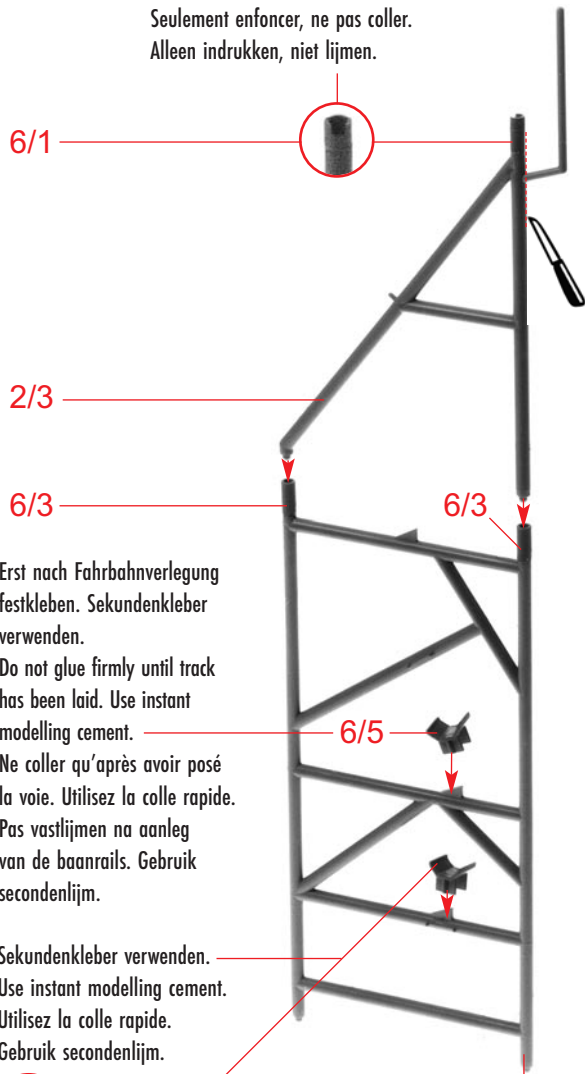 Seulement enfoncer, ne pas coller.
Alleen indrukken, niet lijmen.
6/1
2/3
6/3
6/3
Erst nach Fahrbahnverlegung
festkleben. Sekundenkleber
verwenden.
Do not glue firmly until track
has been laid. Use instant
modelling cement.
6/5
Ne coller qu'après avoir posé
la voie. Utilisez la colle rapide.
Pas vastlijmen na aanleg
van de baanrails. Gebruik
secondenlijm.
Sekundenkleber verwenden.
Use instant modelling cement.
Utilisez la colle rapide.
Gebruik secondenlijm.